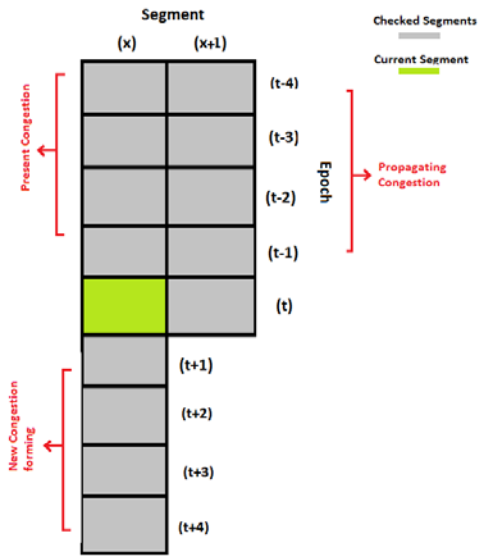 Segment
(x)
(x+1)
Checked Segments
Current Segment
(t-4)
(t-3)
(t-2)
(t-1)
(t)
Epoch
Present Congestion
Propagating
Congestion
(t+1)
(t+2)
(t+3)
(t+4)
New Congestion
forming